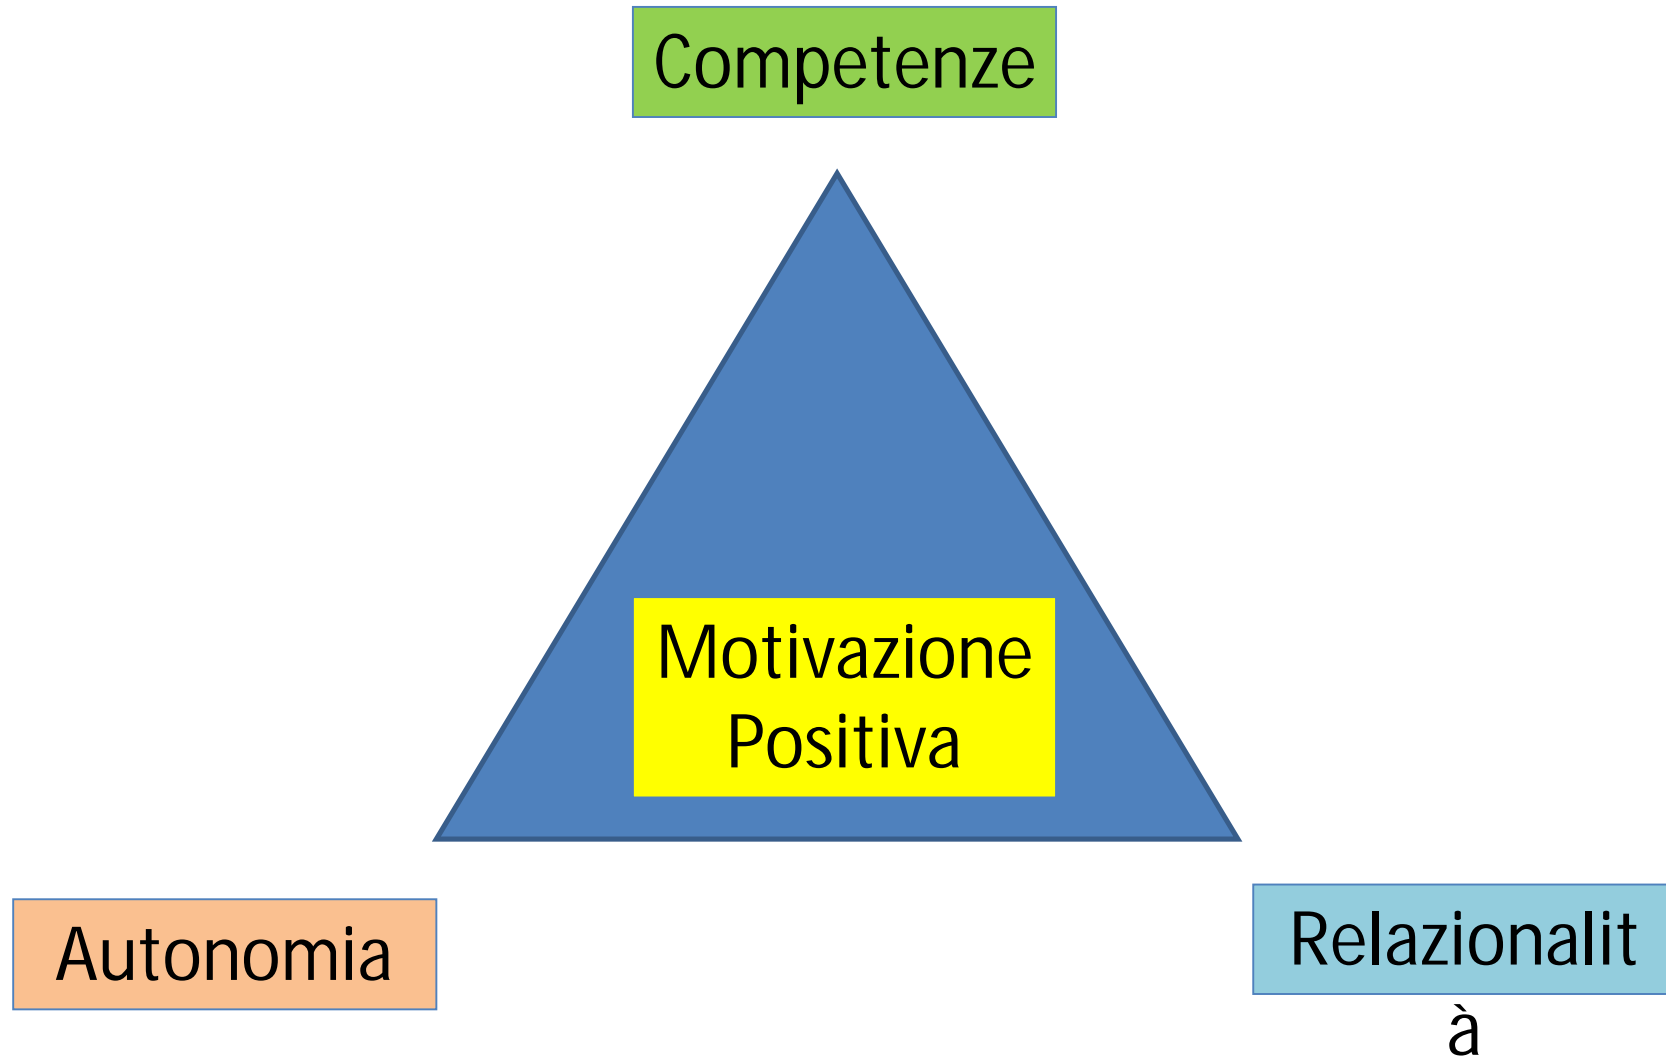 Competenze
Motivazione
Positiva
Autonomia
Relazionalit
à